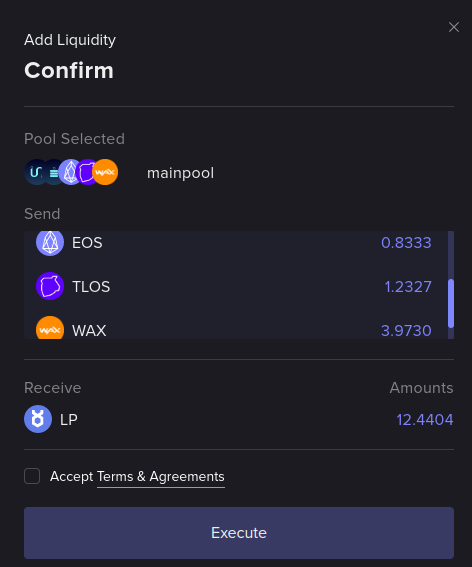 Add Liquidity
Confirm
Pool Selected
mainpool
Send
EOS 0.8333
TLOS 1.2327
WAX 3.9730
Receive Amounts
LP 12.4404
Accept Terms & Agreements
Execute